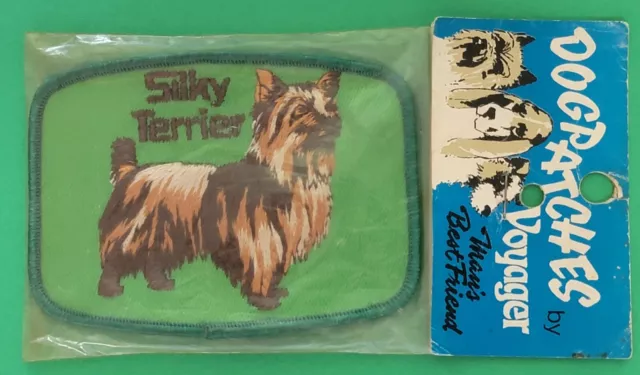 Silky
Terrier
DOGPATCHES
by
Voyager
Man's
Best Friend